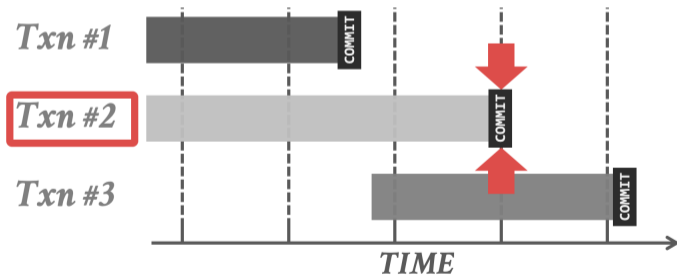 Txn #1
COMMIT
Txn #2
COMMIT
Txn #3
COMMIT
TIME